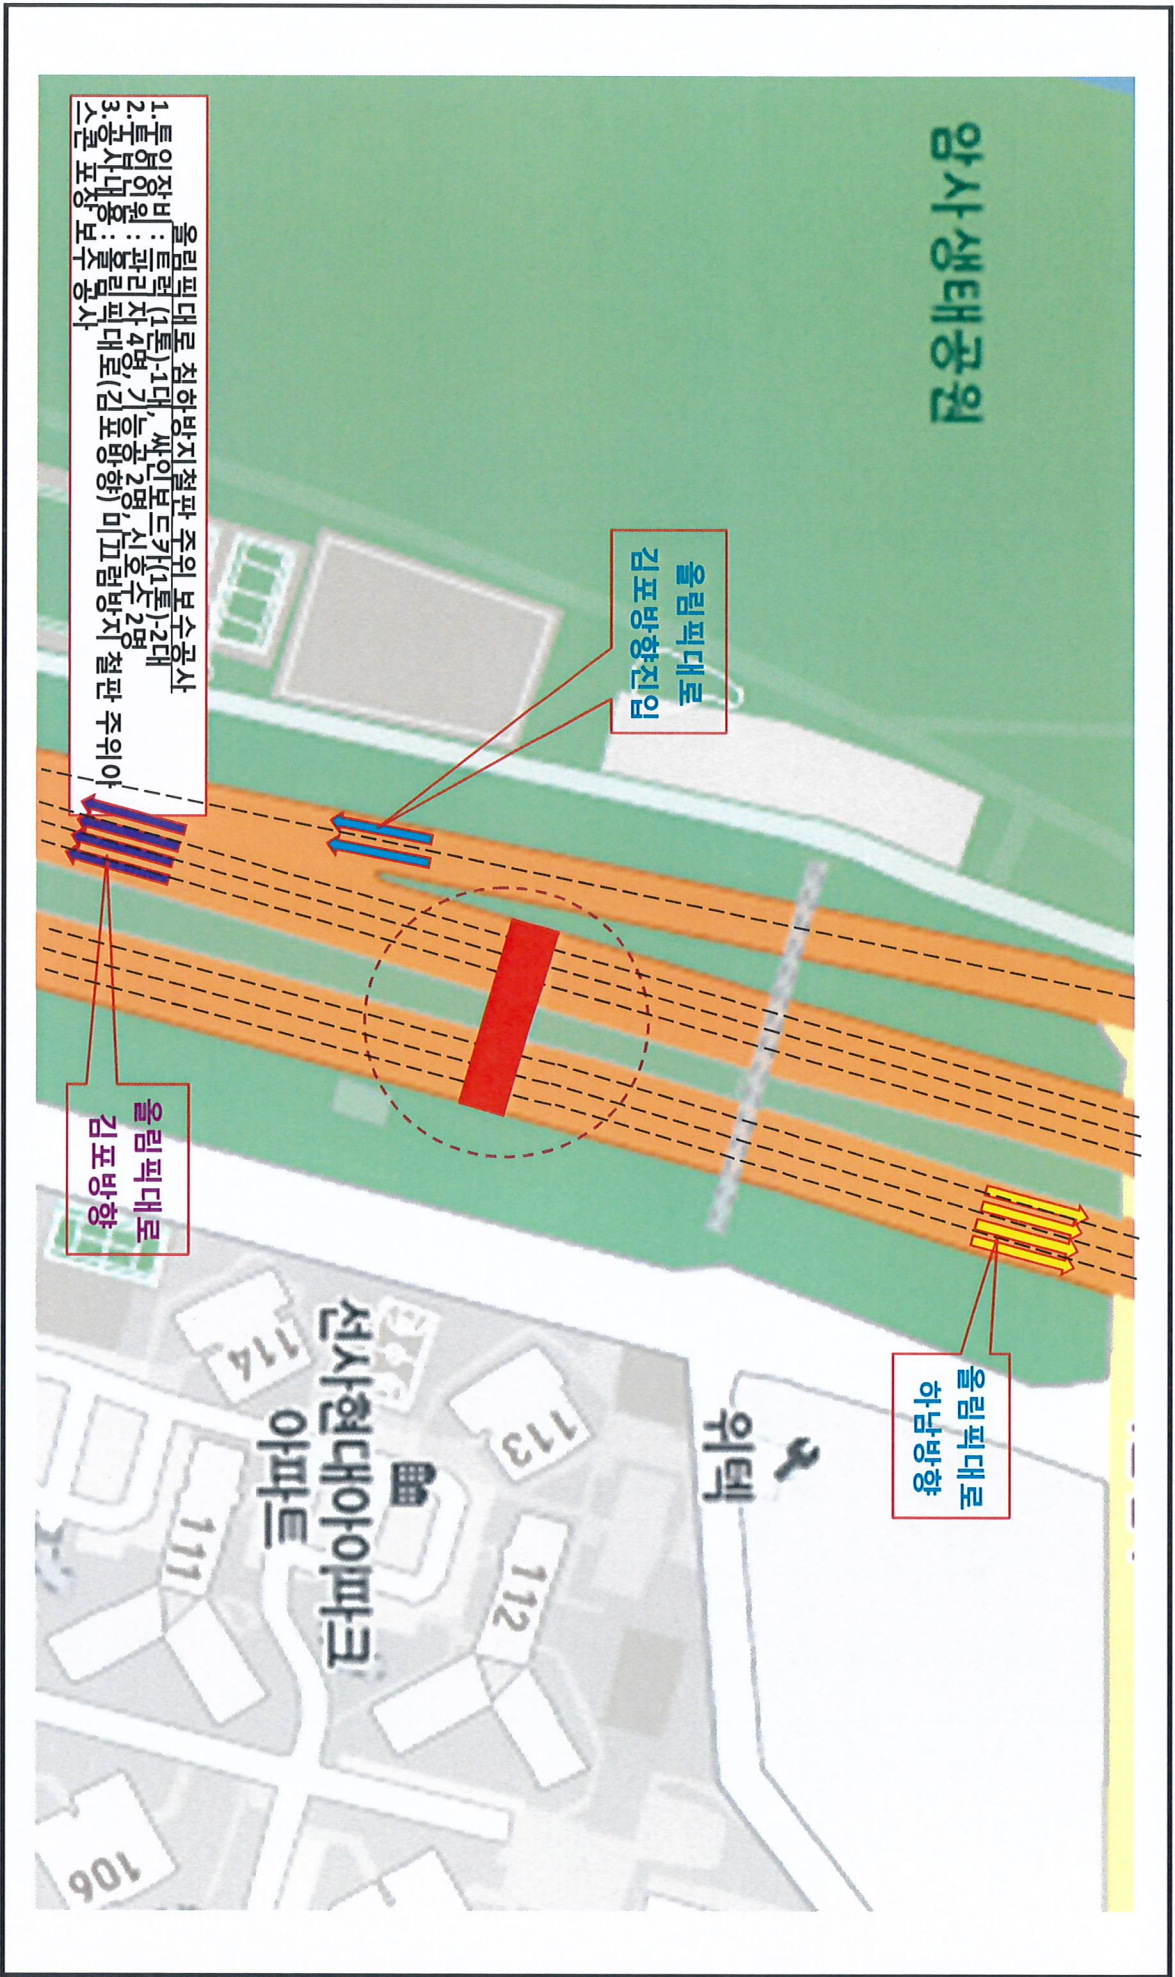 암사생태공원
올림픽대로
김포방향진입
올림픽대로 침하방지철판 주위 보수공사
1.투입장비 : 트럭 (1톤)-1대, 싸인보드카(1톤)-2대
2.투입인원 : 관리자 4명, 기능공 2명, 신호수 2명
3.공사내용 : 올림픽대로(김포방향) 미끄럼방지 철판 주위아
스콘 포장 보수 공사
올림픽대로
하남방향
올림픽대로
김포방향
위텍
선사현대아이파크
아파트
114
113
112
111
106